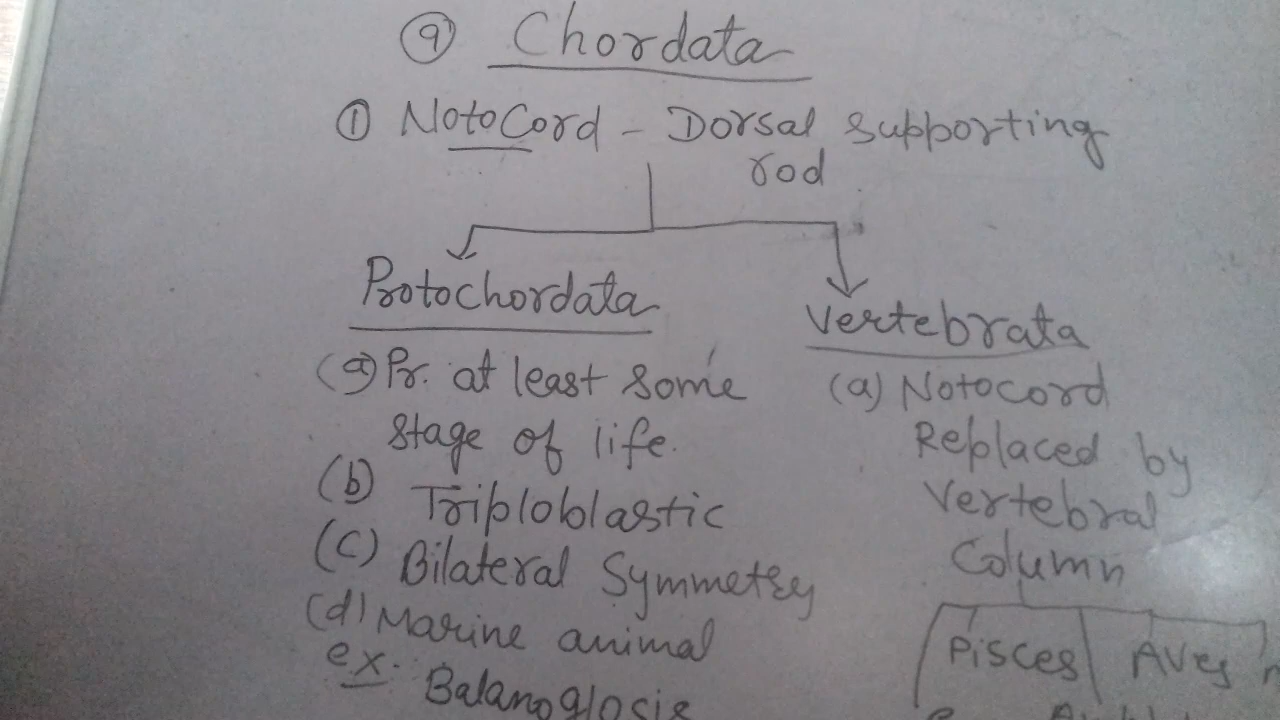 9 Chordata
① NotoCord - Dorsal supporting
rod
Protochordata
(a) Pr. at least some
stage of life.
(b) Triploblastic
(c) Bilateral Symmetry
(d) Marine animal
ex. Balanoglosis
Vertebrata
(a) Notocord
Replaced by
Vertebral
Column
Pisces Aves